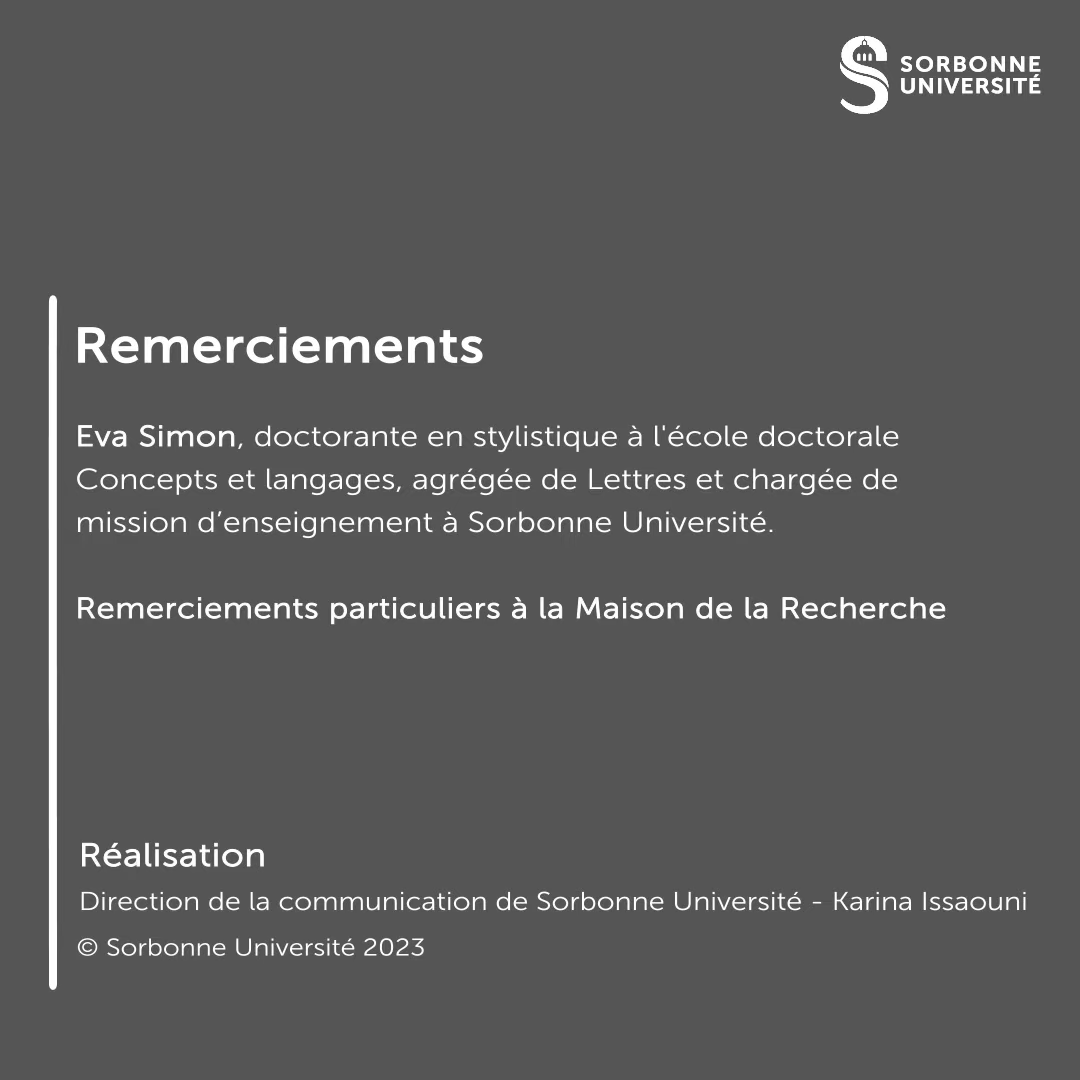 SORBONNE
UNIVERSITÉ
Remerciements
Eva Simon, doctorante en stylistique à l'école doctorale
Concepts et langages, agrégée de Lettres et chargée de
mission d’enseignement à Sorbonne Université.
Remerciements particuliers à la Maison de la Recherche
Réalisation
Direction de la communication de Sorbonne Université - Karina Issaouni
© Sorbonne Université 2023